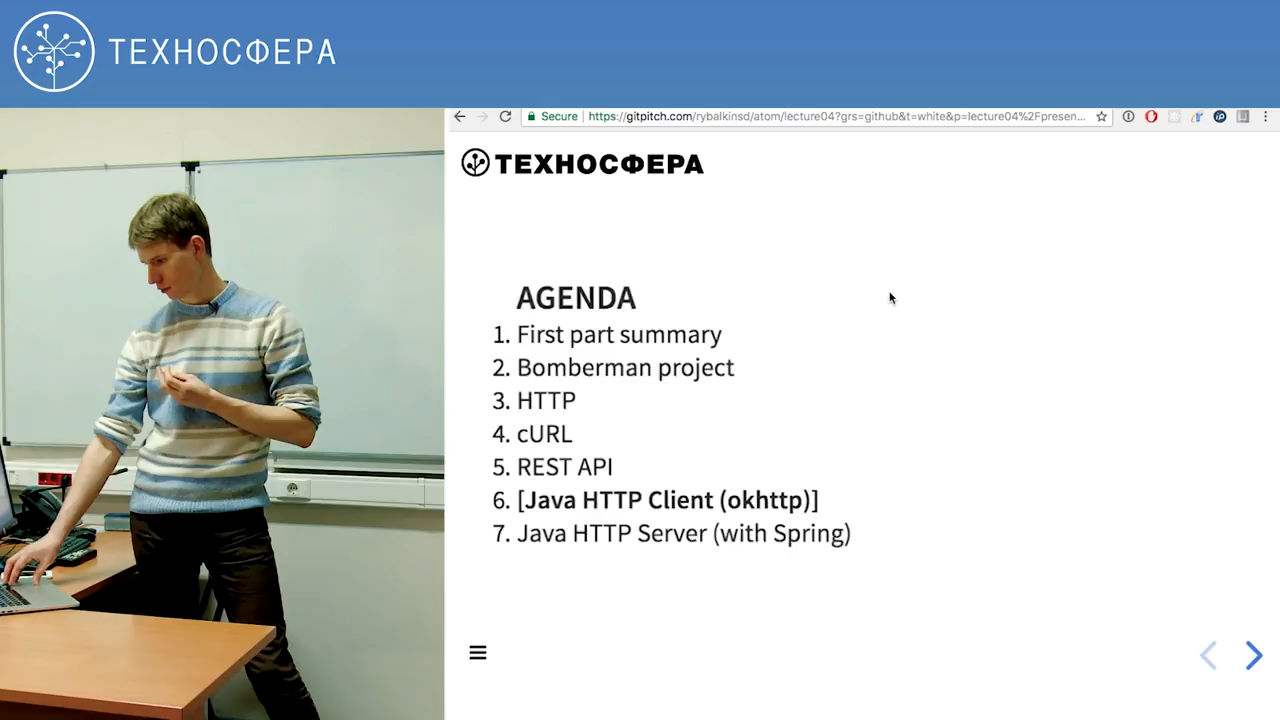 ТЕХНОСФЕРА
Secure
https://gitpitch.com/rybalkinsd/atom/lecture04?grs=github&t=white&p=lecture04%2Fpresen...
ТЕХНОСФЕРА
AGENDA
1. First part summary
2. Bomberman project
3. HTTP
4. cURL
5. REST API
6. [Java HTTP Client (okhttp)]
7. Java HTTP Server (with Spring)